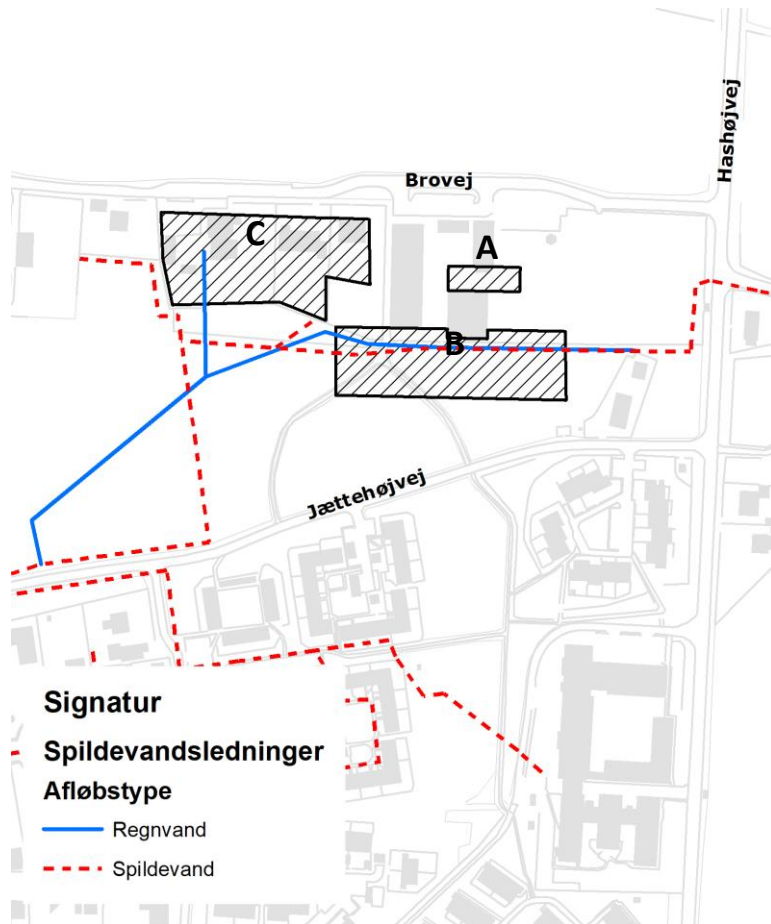 Brovej
Hashøjvej
C
A
B
Jættehøjvej
Signatur
Spildevandsledninger
Afløbstype
Regnvand
Spildevand